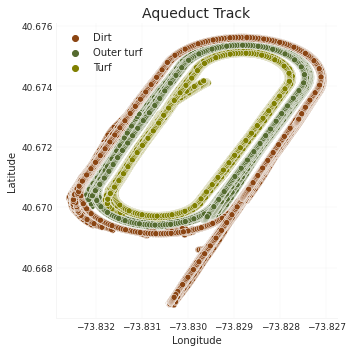 Aqueduct Track
40.676
40.674
40.672
40.670
40.668
Latitude
Dirt
Outer turf
Turf
−73.832
−73.831
−73.830
−73.829
−73.828
−73.827
Longitude